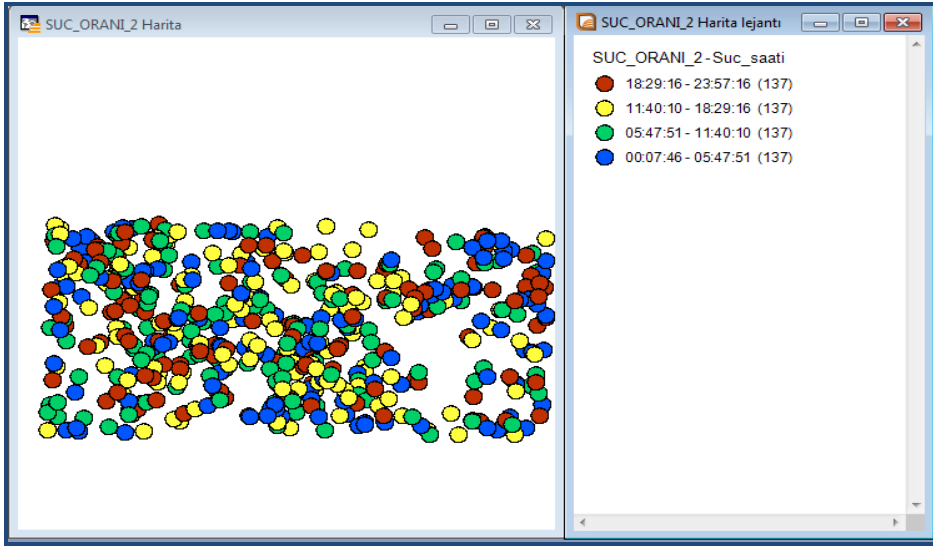 SUC_ORANI_2 Harita
SUC_ORANI_2 Harita lejantı
SUC_ORANI_2-Suc_saati
18:29:16 - 23:57:16 (137)
11:40:10 - 18:29:16 (137)
05:47:51 - 11:40:10 (137)
00:07:46 - 05:47:51 (137)